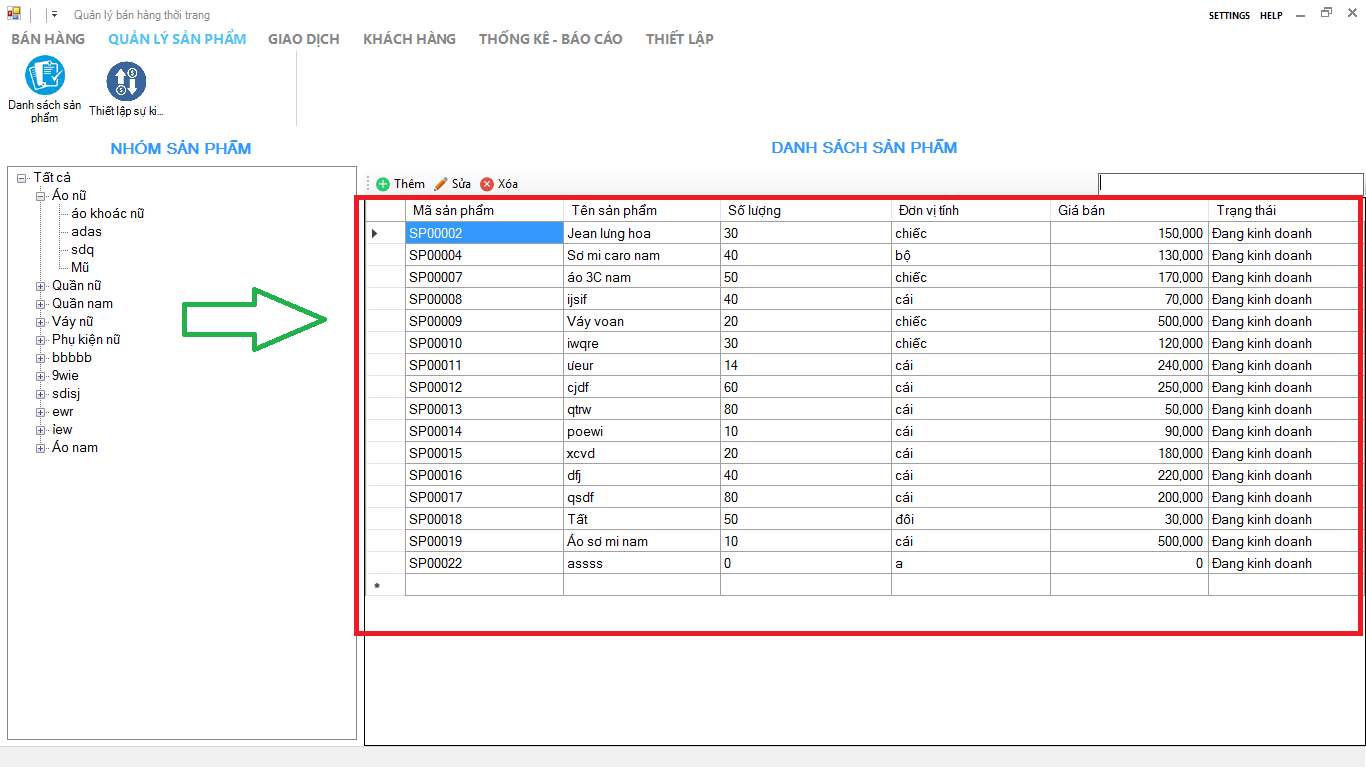 Quản lý bán hàng thời trang
SETTINGS HELP
BÁN HÀNG QUẢN LÝ SẢN PHẨM GIAO DỊCH KHÁCH HÀNG THỐNG KÊ - BÁO CÁO THIẾT LẬP
Danh sách sản
phẩm
Thiết lập sự ki...
NHÓM SẢN PHẨM
Tất cả
Áo nữ
áo khoác nữ
adas
sdq
Mũ
Quần nữ
Quần nam
Váy nữ
Phụ kiện nữ
bbbbb
9wie
sdisj
ewr
iew
Áo nam
DANH SÁCH SẢN PHẨM
Thêm Sửa Xóa
Mã sản phẩm Tên sản phẩm Số lượng Đơn vị tính Giá bán Trạng thái
SP00002 Jean lưng hoa 30 chiếc 150,000 Đang kinh doanh
SP00004 Sơ mi caro nam 40 bộ 130,000 Đang kinh doanh
SP00007 áo 3C nam 50 chiếc 170,000 Đang kinh doanh
SP00008 ijsif 40 cái 70,000 Đang kinh doanh
SP00009 Váy voan 20 chiếc 500,000 Đang kinh doanh
SP00010 iwqre 30 chiếc 120,000 Đang kinh doanh
SP00011 ưeur 14 cái 240,000 Đang kinh doanh
SP00012 cjdf 60 cái 250,000 Đang kinh doanh
SP00013 qtrw 80 cái 50,000 Đang kinh doanh
SP00014 poewi 10 cái 90,000 Đang kinh doanh
SP00015 xcvd 20 cái 180,000 Đang kinh doanh
SP00016 dfj 40 cái 220,000 Đang kinh doanh
SP00017 qsdf 80 cái 200,000 Đang kinh doanh
SP00018 Tất 50 đôi 30,000 Đang kinh doanh
SP00019 Áo sơ mi nam 10 cái 500,000 Đang kinh doanh
SP00022 assss 0 a 0 Đang kinh doanh